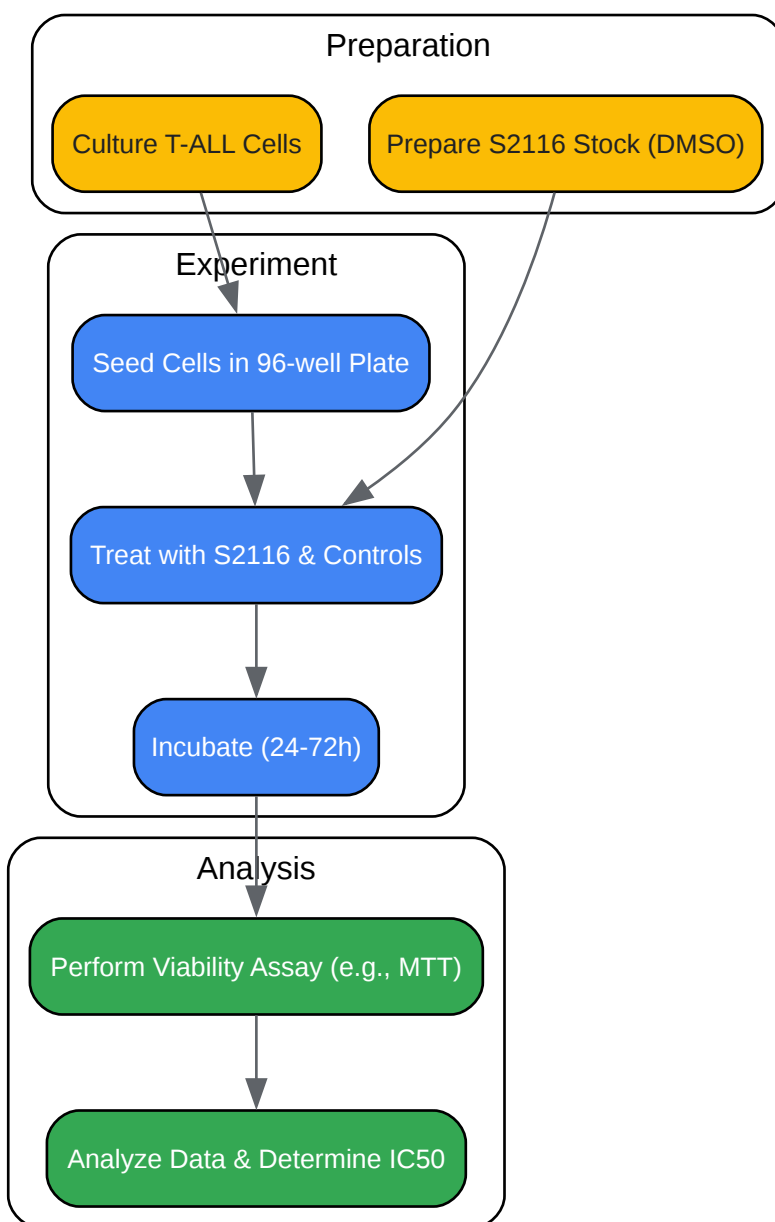 Preparation
Culture T-ALL Cells
Prepare S2116 Stock (DMSO)
Experiment
Seed Cells in 96-well Plate
Treat with S2116 & Controls
Incubate (24-72h)
Analysis
Perform Viability Assay (e.g., MTT)
Analyze Data & Determine IC50